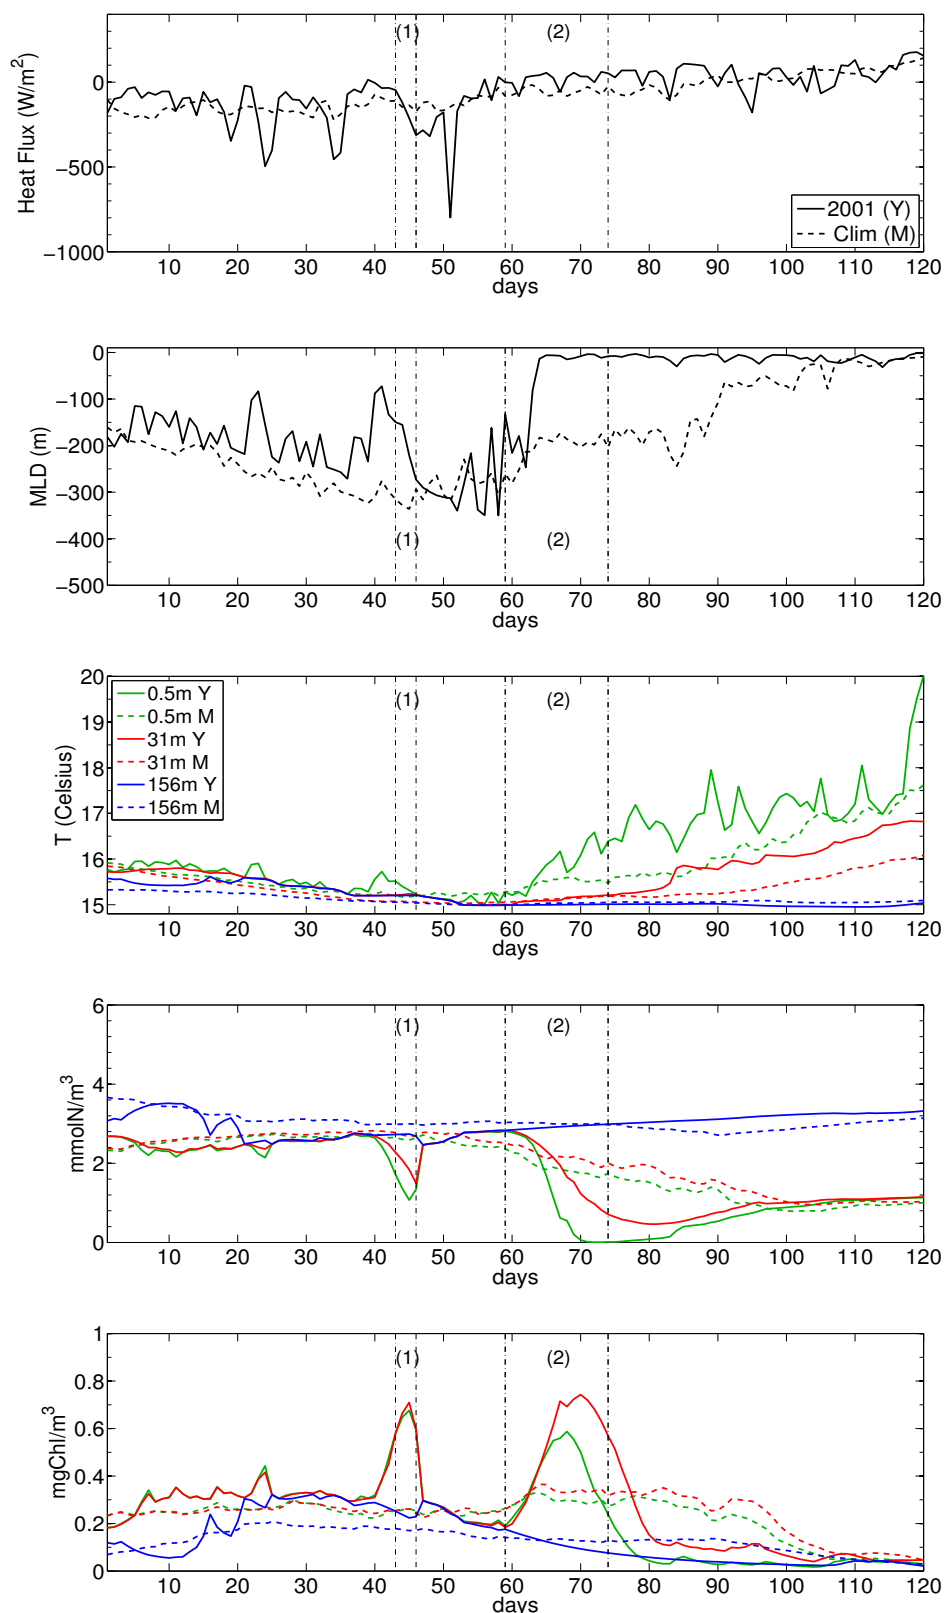 (1) (2)
Heat Flux (W/m²)
0
−500
−1000
2001 (Y)
Clim (M)
10 20 30 40 50 60 70 80 90 100 110 120
days
MLD (m)
0
−100
−200
−300
−400
−500
(1) (2)
10 20 30 40 50 60 70 80 90 100 110 120
days
T (Celsius)
20
19
18
17
16
15
0.5m Y
0.5m M
31m Y
31m M
156m Y
156m M
(1) (2)
10 20 30 40 50 60 70 80 90 100 110 120
days
mmolN/m³
6
4
2
0
(1) (2)
10 20 30 40 50 60 70 80 90 100 110 120
days
mgChl/m³
1
0.8
0.6
0.4
0.2
0
(1) (2)
10 20 30 40 50 60 70 80 90 100 110 120
days